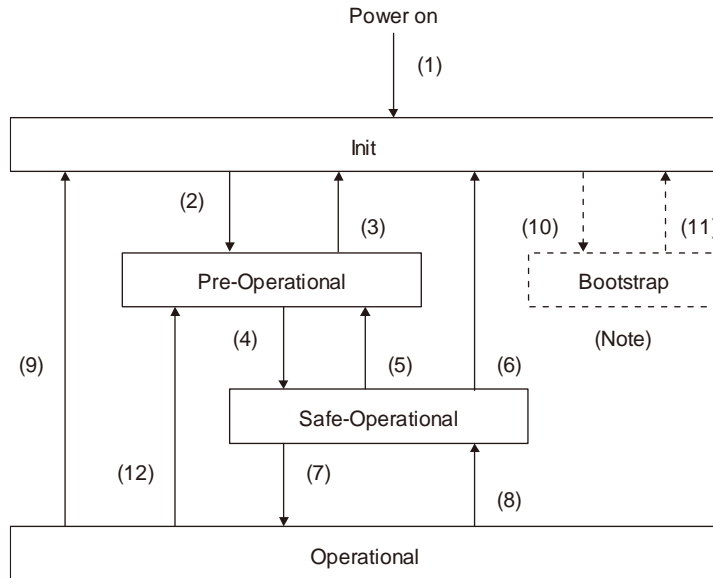 Power on
(1)
Init
(2)
(3)
(10)
(11)
Pre-Operational
Bootstrap
(4)
(5)
(6)
(Note)
(9)
Safe-Operational
(12)
(7)
(8)
Operational